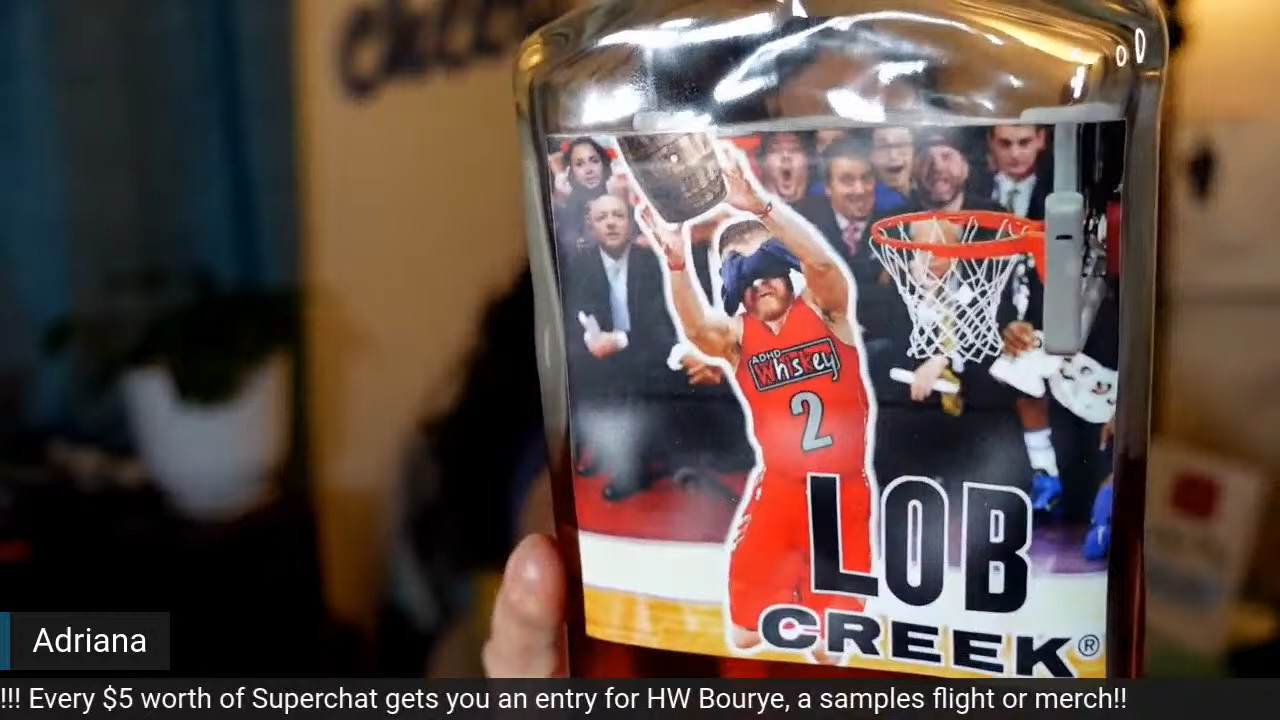 Cheer
ADHD
Whiskey
2
LOB
CREEK®
Adriana
!!! Every $5 worth of Superchat gets you an entry for HW Bourye, a samples flight or merch!!